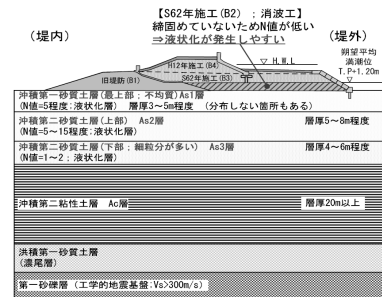 【S62年施工(B2) ；消波工】
締固めていないためN値が低い
⇒液状化が発生しやすい
(堤内)
(堤外)
朔望平均
満潮位
T.P+1.20m
H.W.L
H12年施工(B4)
旧堤防(B1)
S62年施工(B3)
沖積第一砂質土層(最上部；不均質)As1層
(N値=5程度;液状化層) 層厚3～5m程度 (分布しない箇所もある)
沖積第一砂質土層(上部) As2層 層厚5～8m程度
(N値=5～15程度;液状化層)
沖積第一砂質土層(下部；細粒分が多い) As3層 層厚4～6m程度
(N値=1～2；液状化層)
沖積第二粘性土層 Ac層 層厚20m以上
洪積第一砂質土層
(濃尾層)
第一砂礫層 (工学的地震基盤:Vs>300m/s)